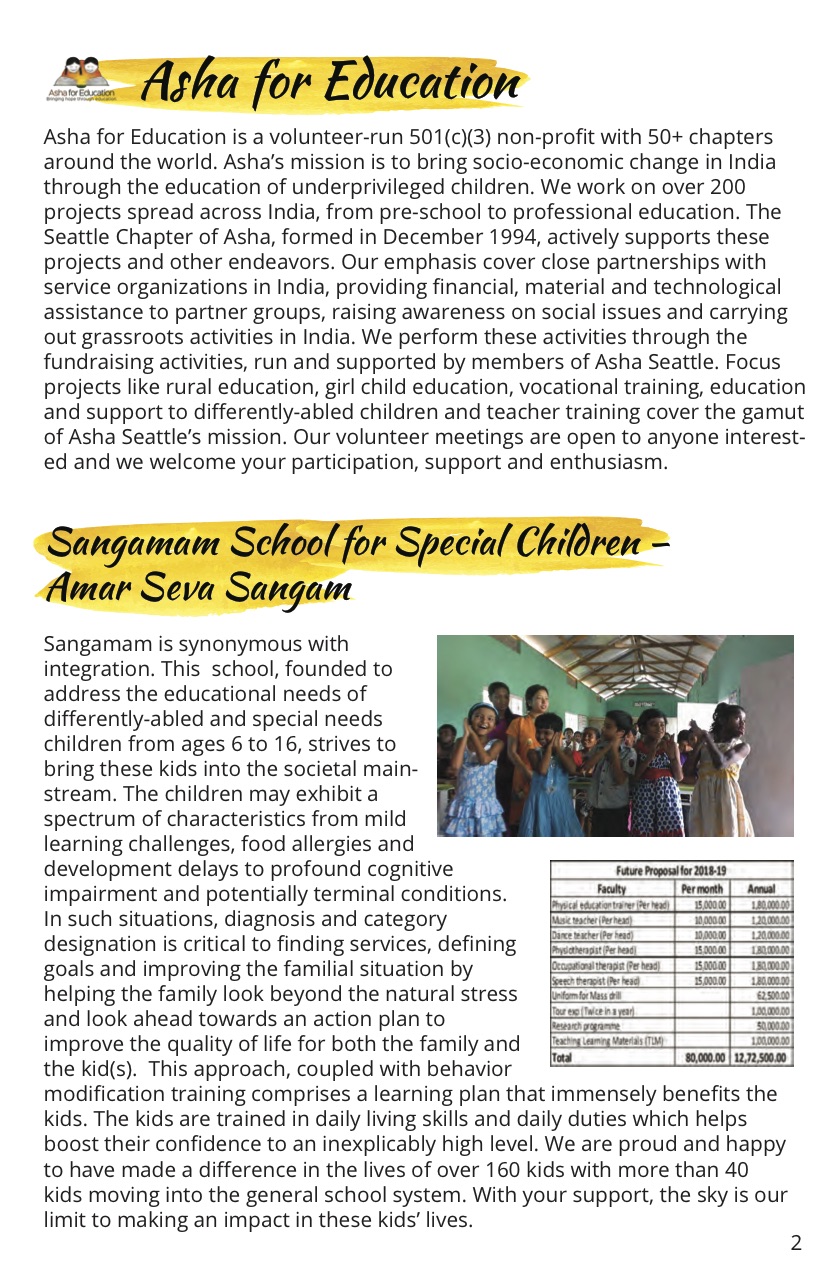 Asha for Education
Bringing hope through education
Asha for Education
Asha for Education is a volunteer-run 501(c)(3) non-profit with 50+ chapters
around the world. Asha’s mission is to bring socio-economic change in India
through the education of underprivileged children. We work on over 200
projects spread across India, from pre-school to professional education. The
Seattle Chapter of Asha, formed in December 1994, actively supports these
projects and other endeavors. Our emphasis cover close partnerships with
service organizations in India, providing financial, material and technological
assistance to partner groups, raising awareness on social issues and carrying
out grassroots activities in India. We perform these activities through the
fundraising activities, run and supported by members of Asha Seattle. Focus
projects like rural education, girl child education, vocational training, education
and support to differently-abled children and teacher training cover the gamut
of Asha Seattle’s mission. Our volunteer meetings are open to anyone interest-
ed and we welcome your participation, support and enthusiasm.
Sangamam School for Special Children –
Amar Seva Sangam
Sangamam is synonymous with
integration. This  school, founded to
address the educational needs of
differently-abled and special needs
children from ages 6 to 16, strives to
bring these kids into the societal main-
stream. The children may exhibit a
spectrum of characteristics from mild
learning challenges, food allergies and
development delays to profound cognitive
impairment and potentially terminal conditions.
In such situations, diagnosis and category
designation is critical to finding services, defining
goals and improving the familial situation by
helping the family look beyond the natural stress
and look ahead towards an action plan to
improve the quality of life for both the family and
the kid(s).  This approach, coupled with behavior
modification training comprises a learning plan that immensely benefits the
kids. The kids are trained in daily living skills and daily duties which helps
boost their confidence to an inexplicably high level. We are proud and happy
to have made a difference in the lives of over 160 kids with more than 40
kids moving into the general school system. With your support, the sky is our
limit to making an impact in these kids’ lives.
Future Proposal for 2018-19
Faculty Per month Annual
Physical education trainer (Per head) 15,000.00 1,80,000.00
Music teacher (Per head) 10,000.00 1,20,000.00
Dance teacher (Per head) 10,000.00 1,20,000.00
Physiotherapist (Per head) 15,000.00 1,80,000.00
Occupational therapist (Per head) 15,000.00 1,80,000.00
Speech therapist (Per head) 15,000.00 1,80,000.00
Uniform for Mass drill 62,500.00
Tour exp (Twice in a year) 1,00,000.00
Research programme 50,000.00
Teaching Learning Materials (TLM) 1,00,000.00
Total 80,000.00 12,72,500.00
2